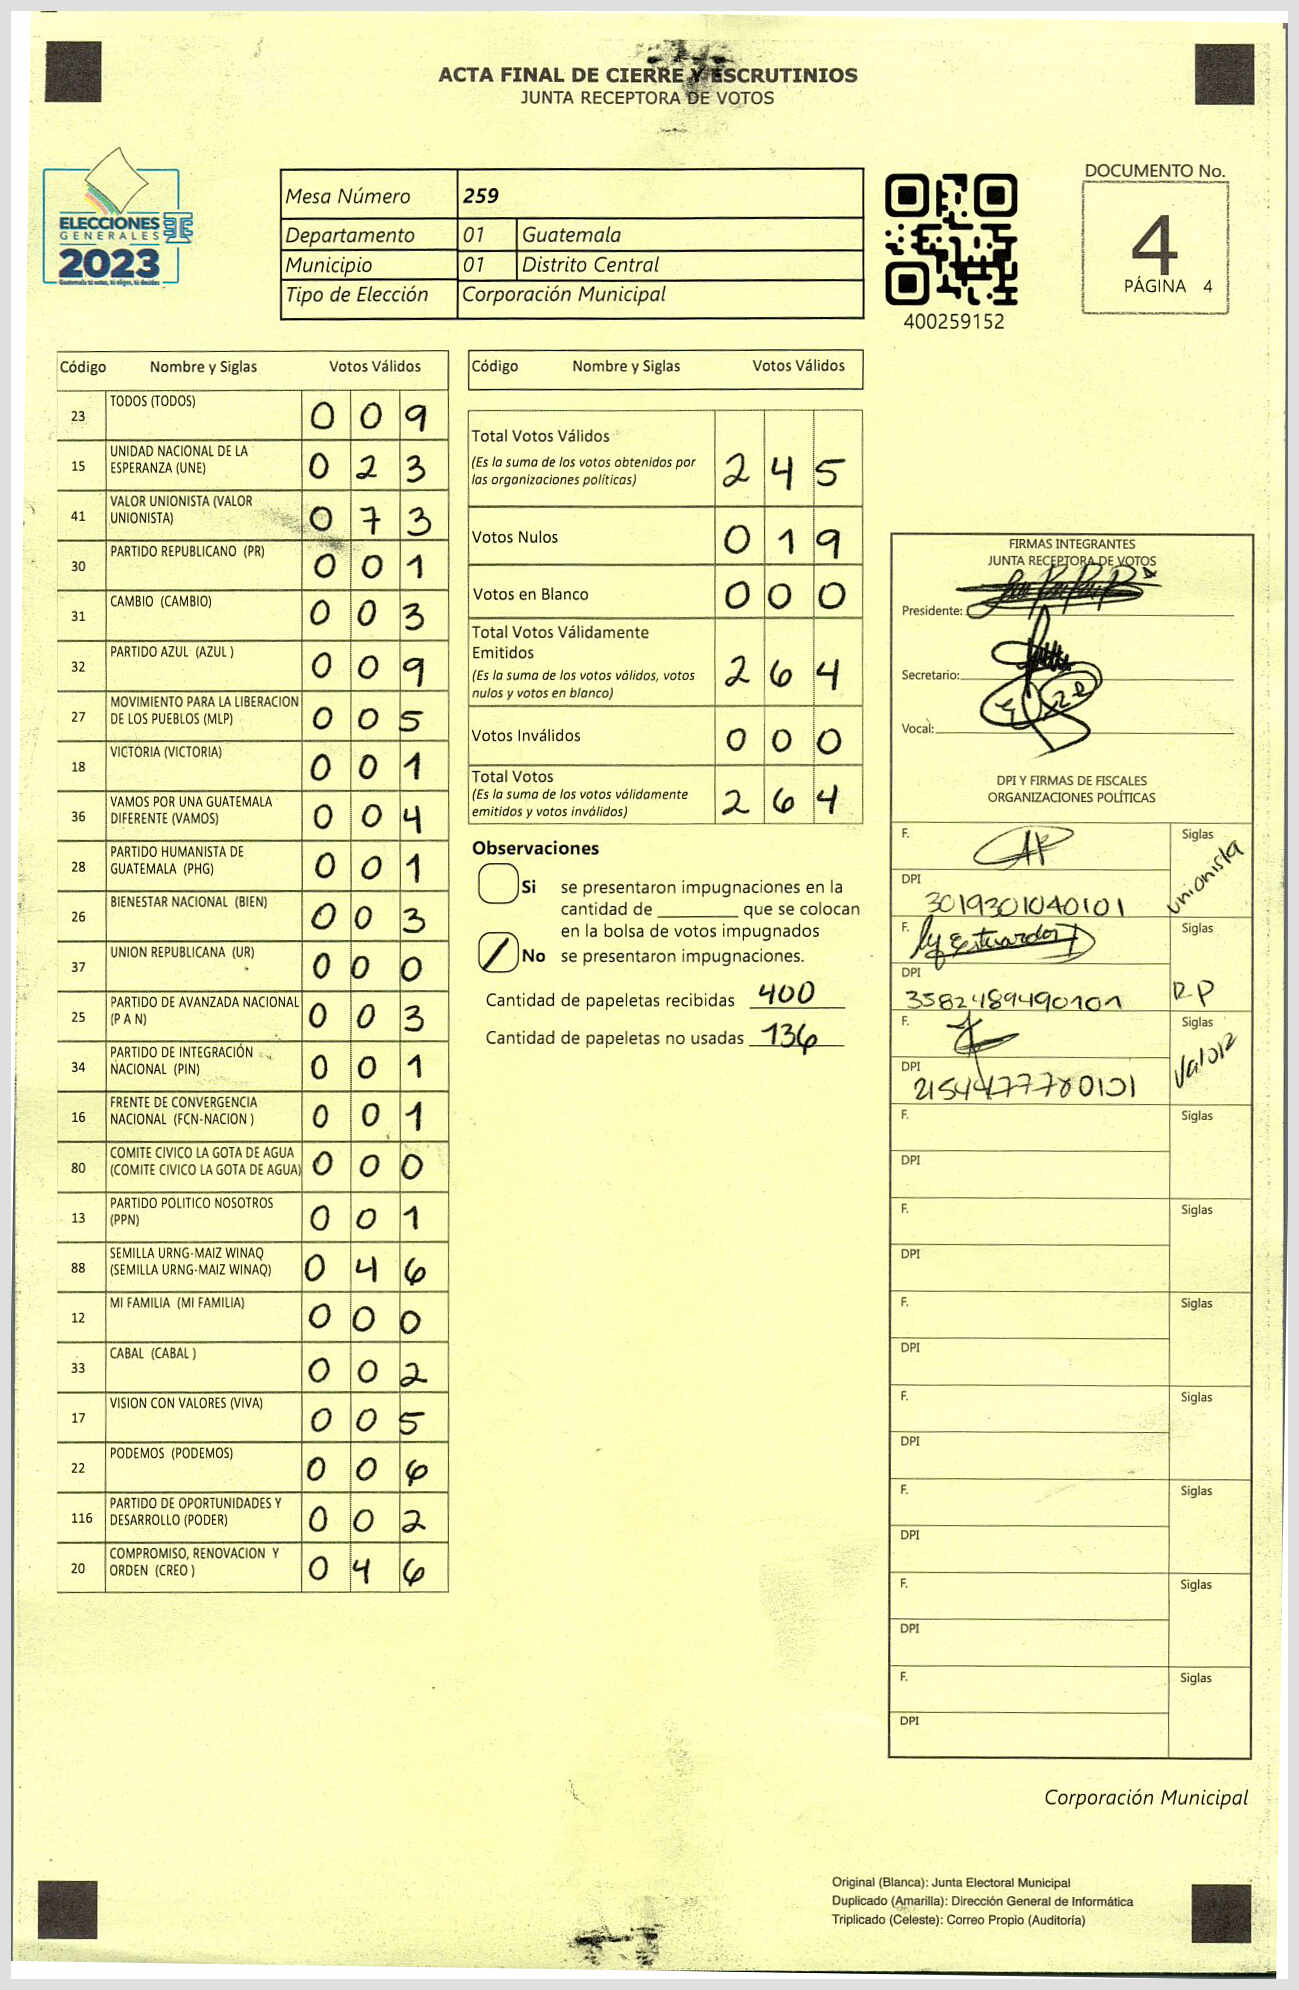 ACTA FINAL DE CIERRE Y ESCRUTINIOS
JUNTA RECEPTORA DE VOTOS
ELECCIONES
GENERALES
2023
Guatemala tú votas, tú eliges, tú decides
Mesa Número 259
Departamento 01 Guatemala
Municipio 01 Distrito Central
Tipo de Elección Corporación Municipal
400259152
DOCUMENTO No.
4
PÁGINA 4
Código Nombre y Siglas Votos Válidos
23 TODOS (TODOS) 0 0 9
15 UNIDAD NACIONAL DE LA ESPERANZA (UNE) 0 2 3
41 VALOR UNIONISTA (VALOR UNIONISTA) 0 7 3
30 PARTIDO REPUBLICANO (PR) 0 0 1
31 CAMBIO (CAMBIO) 0 0 3
32 PARTIDO AZUL (AZUL ) 0 0 9
27 MOVIMIENTO PARA LA LIBERACION DE LOS PUEBLOS (MLP) 0 0 5
18 VICTORIA (VICTORIA) 0 0 1
36 VAMOS POR UNA GUATEMALA DIFERENTE (VAMOS) 0 0 4
28 PARTIDO HUMANISTA DE GUATEMALA (PHG) 0 0 1
26 BIENESTAR NACIONAL (BIEN) 0 0 3
37 UNION REPUBLICANA (UR) 0 0 0
25 PARTIDO DE AVANZADA NACIONAL (P A N) 0 0 3
34 PARTIDO DE INTEGRACIÓN NACIONAL (PIN) 0 0 1
16 FRENTE DE CONVERGENCIA NACIONAL (FCN-NACION ) 0 0 1
80 COMITE CIVICO LA GOTA DE AGUA (COMITE CIVICO LA GOTA DE AGUA) 0 0 0
13 PARTIDO POLITICO NOSOTROS (PPN) 0 0 1
88 SEMILLA URNG-MAIZ WINAQ (SEMILLA URNG-MAIZ WINAQ) 0 4 6
12 MI FAMILIA (MI FAMILIA) 0 0 0
33 CABAL (CABAL ) 0 0 2
17 VISION CON VALORES (VIVA) 0 0 5
22 PODEMOS (PODEMOS) 0 0 6
116 PARTIDO DE OPORTUNIDADES Y DESARROLLO (PODER) 0 0 2
20 COMPROMISO, RENOVACION Y ORDEN (CREO ) 0 4 6
Código Nombre y Siglas Votos Válidos
Total Votos Válidos 2 4 5
(Es la suma de los votos obtenidos por
las organizaciones políticas)
Votos Nulos 0 1 9
Votos en Blanco 0 0 0
Total Votos Válidamente
Emitidos 2 6 4
(Es la suma de los votos válidos, votos
nulos y votos en blanco)
Votos Inválidos 0 0 0
Total Votos 2 6 4
(Es la suma de los votos válidamente
emitidos y votos inválidos)
Observaciones
Si se presentaron impugnaciones en la
cantidad de ________ que se colocan
en la bolsa de votos impugnados
No se presentaron impugnaciones.
Cantidad de papeletas recibidas 400
Cantidad de papeletas no usadas 136
FIRMAS INTEGRANTES
JUNTA RECEPTORA DE VOTOS
Presidente:
Secretario:
Vocal:
DPI Y FIRMAS DE FISCALES
ORGANIZACIONES POLÍTICAS
F. Siglas unionista
DPI 3019301040101
F. Siglas RP
DPI 3582489490101
F. Siglas Valor
DPI 2154477780101
F. Siglas
DPI
F. Siglas
DPI
F. Siglas
DPI
F. Siglas
DPI
F. Siglas
DPI
F. Siglas
DPI
F. Siglas
DPI
Corporación Municipal
Original (Blanca): Junta Electoral Municipal
Duplicado (Amarilla): Dirección General de Informática
Triplicado (Celeste): Correo Propio (Auditoría)